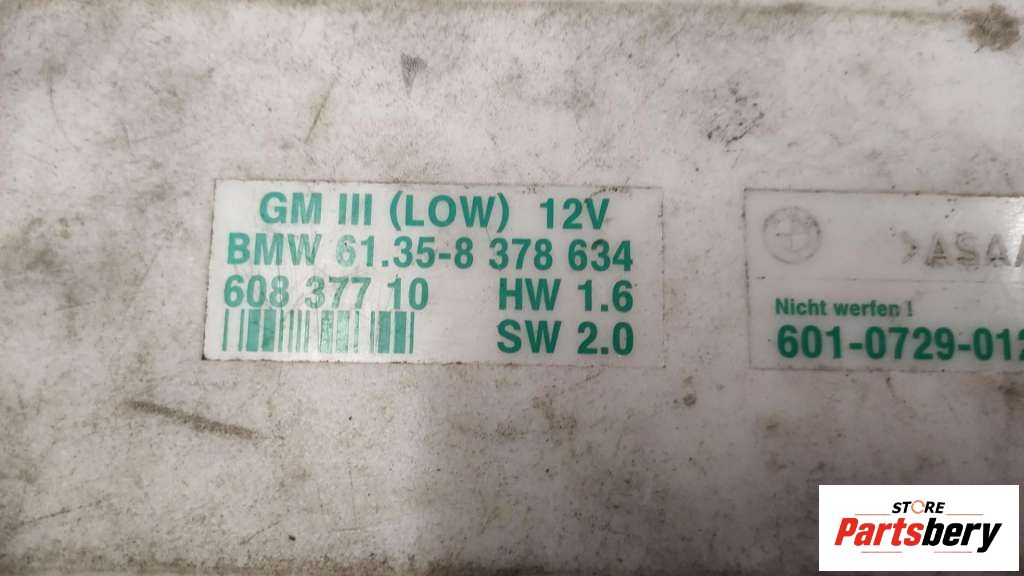 GM III (LOW) 12V
BMW 61.35-8 378 634
608 377 10 HW 1.6
SW 2.0
Nicht werfen !
601-0729-012
STORE
Partsbery